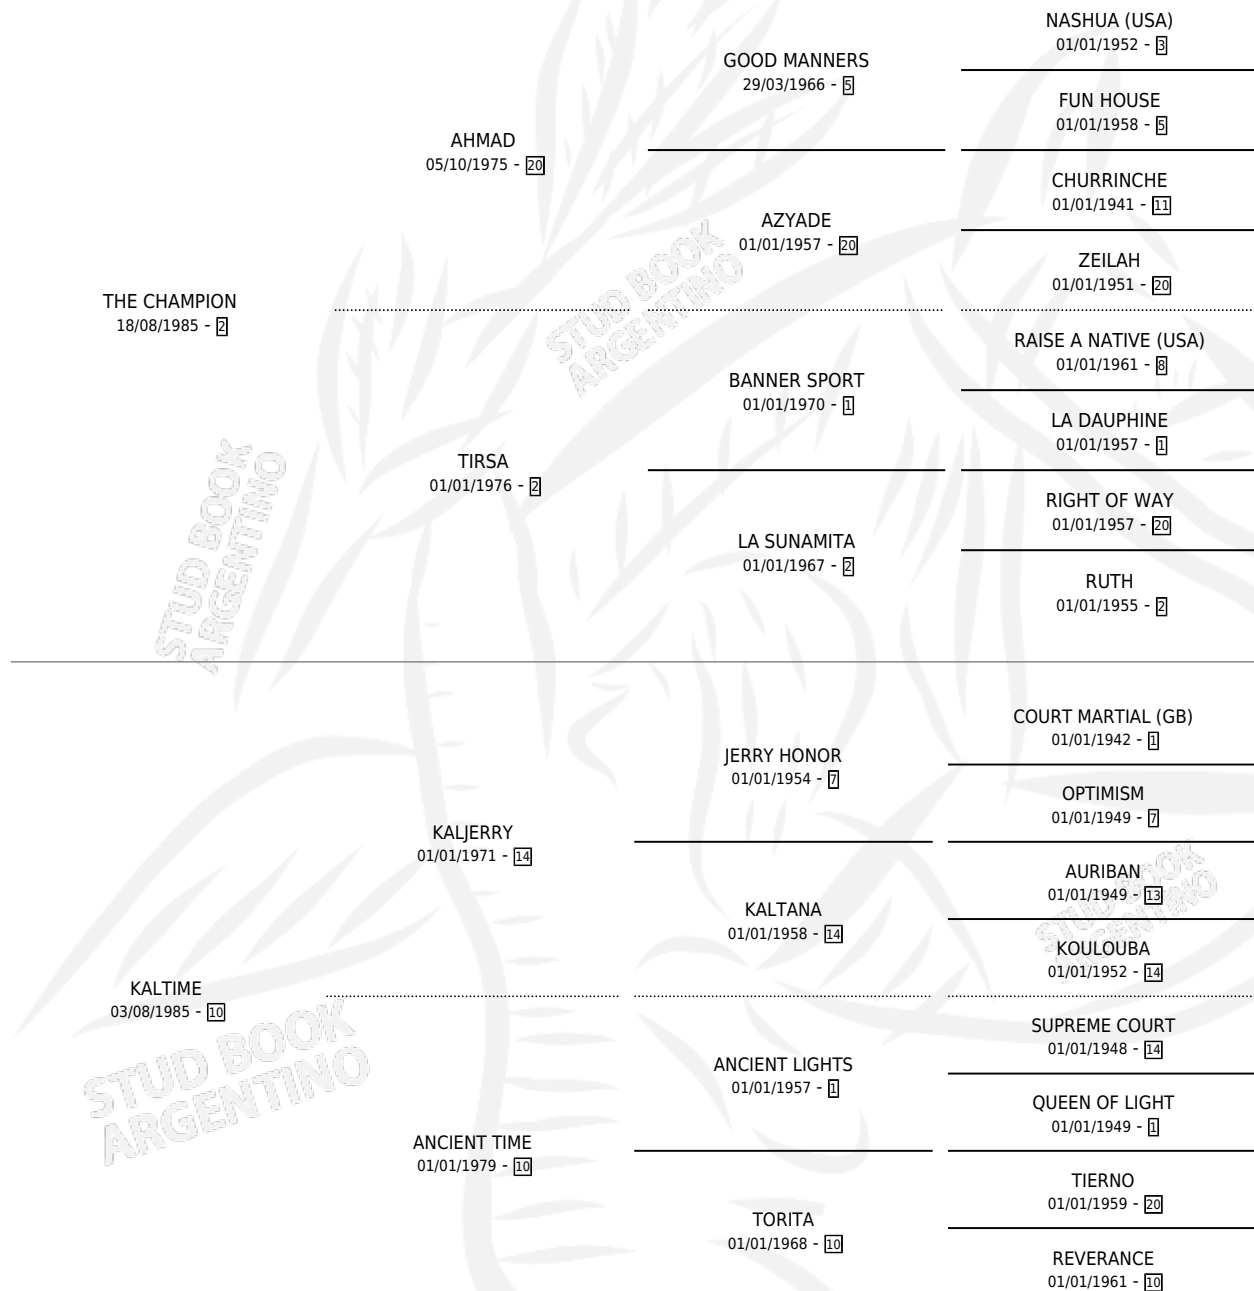 NASHUA (USA)
01/01/1952 - 3
GOOD MANNERS
29/03/1966 - 5
FUN HOUSE
01/01/1958 - 5
AHMAD
05/10/1975 - 20
CHURRINCHE
01/01/1941 - 11
AZYADE
01/01/1957 - 20
ZEILAH
01/01/1951 - 20
THE CHAMPION
18/08/1985 - 2
STUD BOOK
ARGENTINO
RAISE A NATIVE (USA)
01/01/1961 - 8
BANNER SPORT
01/01/1970 - 1
LA DAUPHINE
01/01/1957 - 1
TIRSA
01/01/1976 - 2
RIGHT OF WAY
01/01/1957 - 20
LA SUNAMITA
01/01/1967 - 2
RUTH
01/01/1955 - 2
STUD BOOK
ARGENTINO
COURT MARTIAL (GB)
01/01/1942 - 1
JERRY HONOR
01/01/1954 - 7
OPTIMISM
01/01/1949 - 7
KALJERRY
01/01/1971 - 14
AURIBAN
01/01/1949 - 13
KALTANA
01/01/1958 - 14
STUD BOOK
ARGENTINO
KOULOUBA
01/01/1952 - 14
KALTIME
03/08/1985 - 10
SUPREME COURT
01/01/1948 - 14
ANCIENT LIGHTS
01/01/1957 - 1
STUD BOOK
ARGENTINO
QUEEN OF LIGHT
01/01/1949 - 1
ANCIENT TIME
01/01/1979 - 10
TIERNO
01/01/1959 - 20
TORITA
01/01/1968 - 10
REVERANCE
01/01/1961 - 10